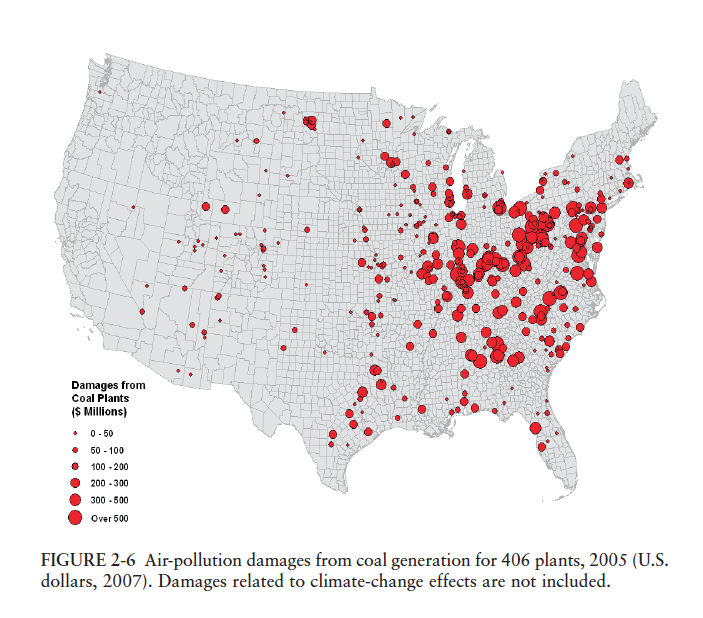 Damages from
Coal Plants
($ Millions)
0 - 50
50 - 100
100 - 200
200 - 300
300 - 500
Over 500
FIGURE 2-6 Air-pollution damages from coal generation for 406 plants, 2005 (U.S.
dollars, 2007). Damages related to climate-change effects are not included.